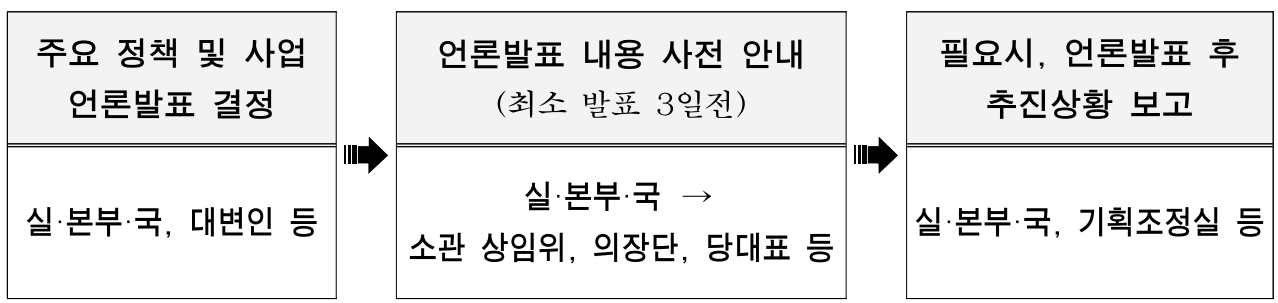 주요 정책 및 사업
언론발표 결정
실·본부·국, 대변인 등
언론발표 내용 사전 안내
(최소 발표 3일전)
실·본부·국 →
소관 상임위, 의장단, 당대표 등
필요시, 언론발표 후
추진상황 보고
실·본부·국, 기획조정실 등